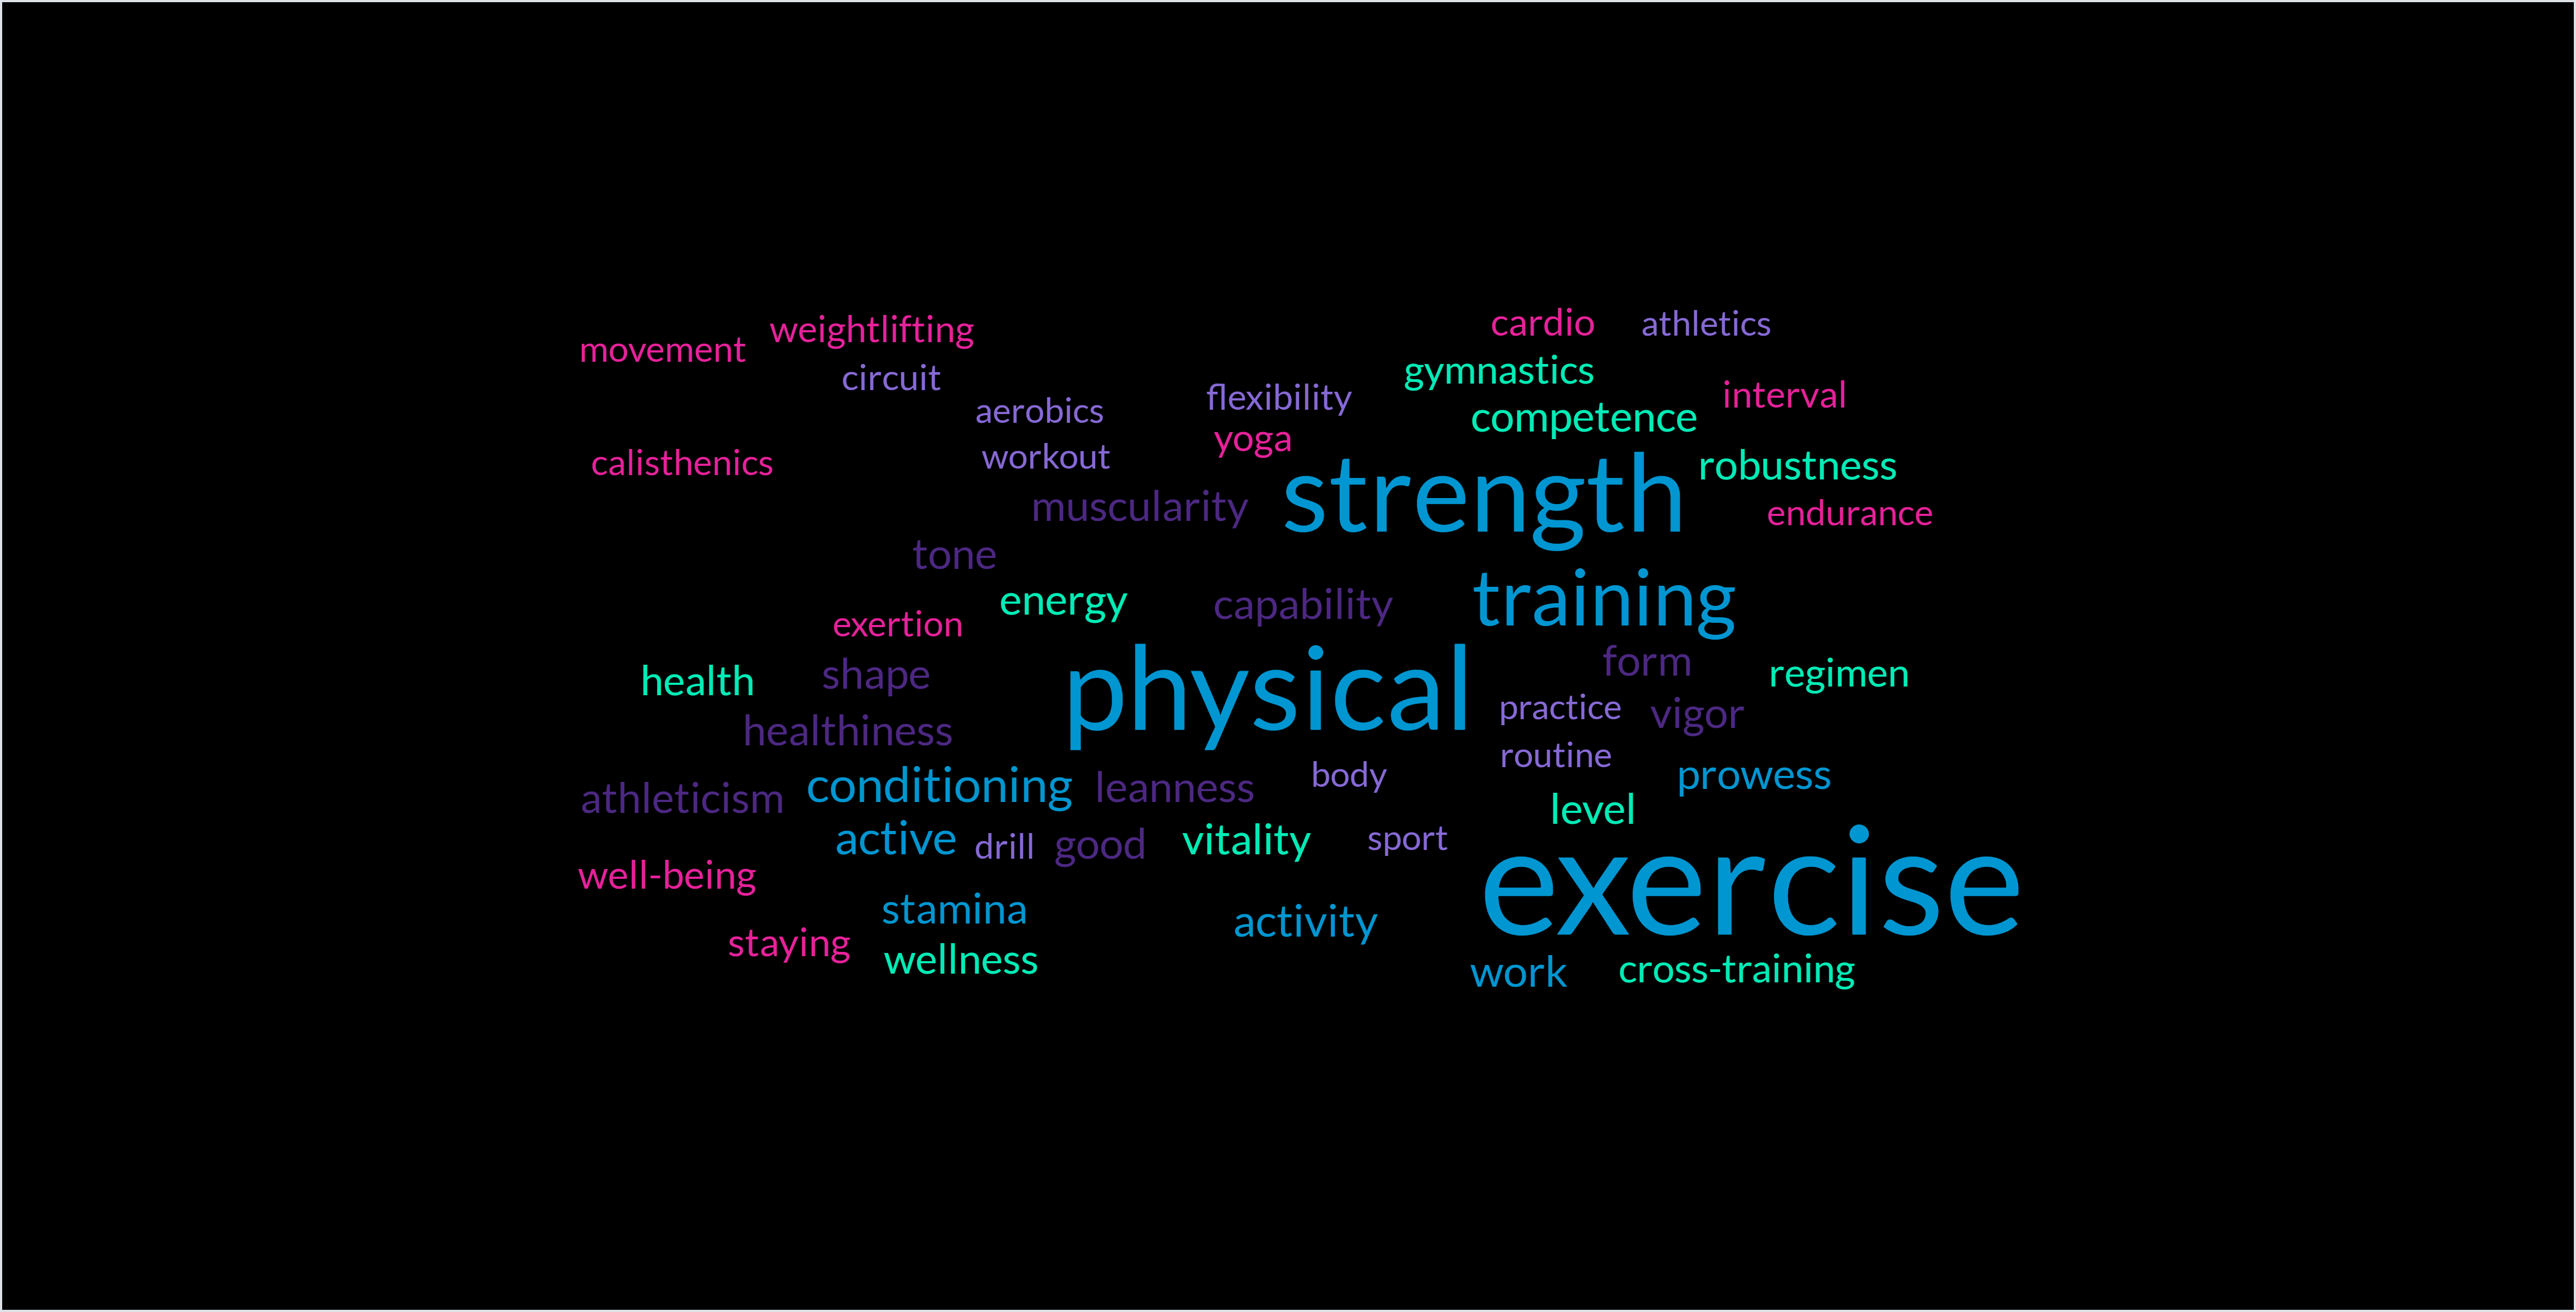 cardio athletics
movement weightlifting
circuit gymnastics
aerobics flexibility competence interval
calisthenics workout yoga
muscularity strength robustness
endurance
tone
energy capability training
exertion
health shape physical form regimen
healthiness practice vigor
routine
athleticism conditioning leanness body prowess
level
active drill good vitality sport
well-being exercise
stamina activity
staying wellness work cross-training